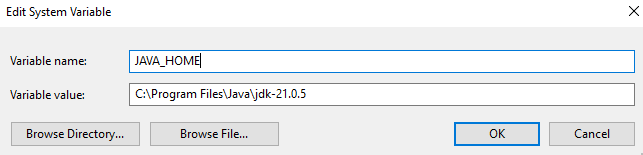 Edit System Variable
Variable name: JAVA_HOME
Variable value: C:\Program Files\Java\jdk-21.0.5
Browse Directory... Browse File... OK Cancel